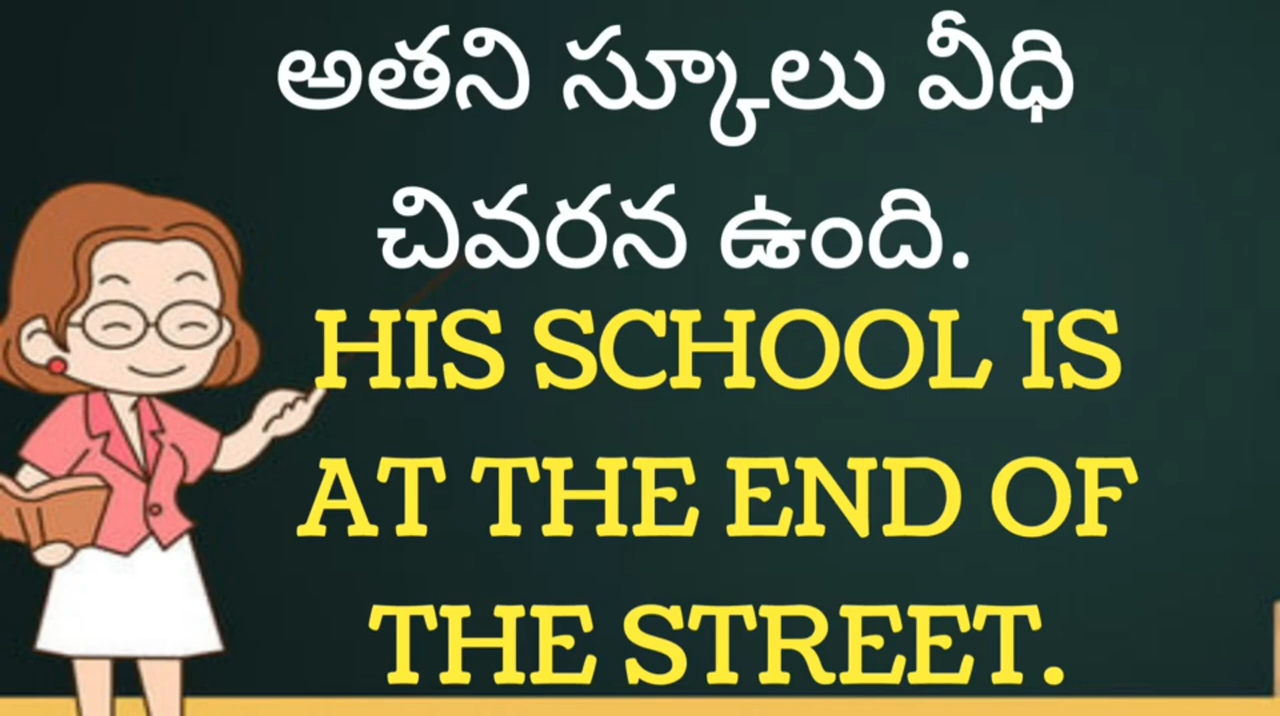 అతని స్కూలు వీధి
చివరన ఉంది.
HIS SCHOOL IS
AT THE END OF
THE STREET.